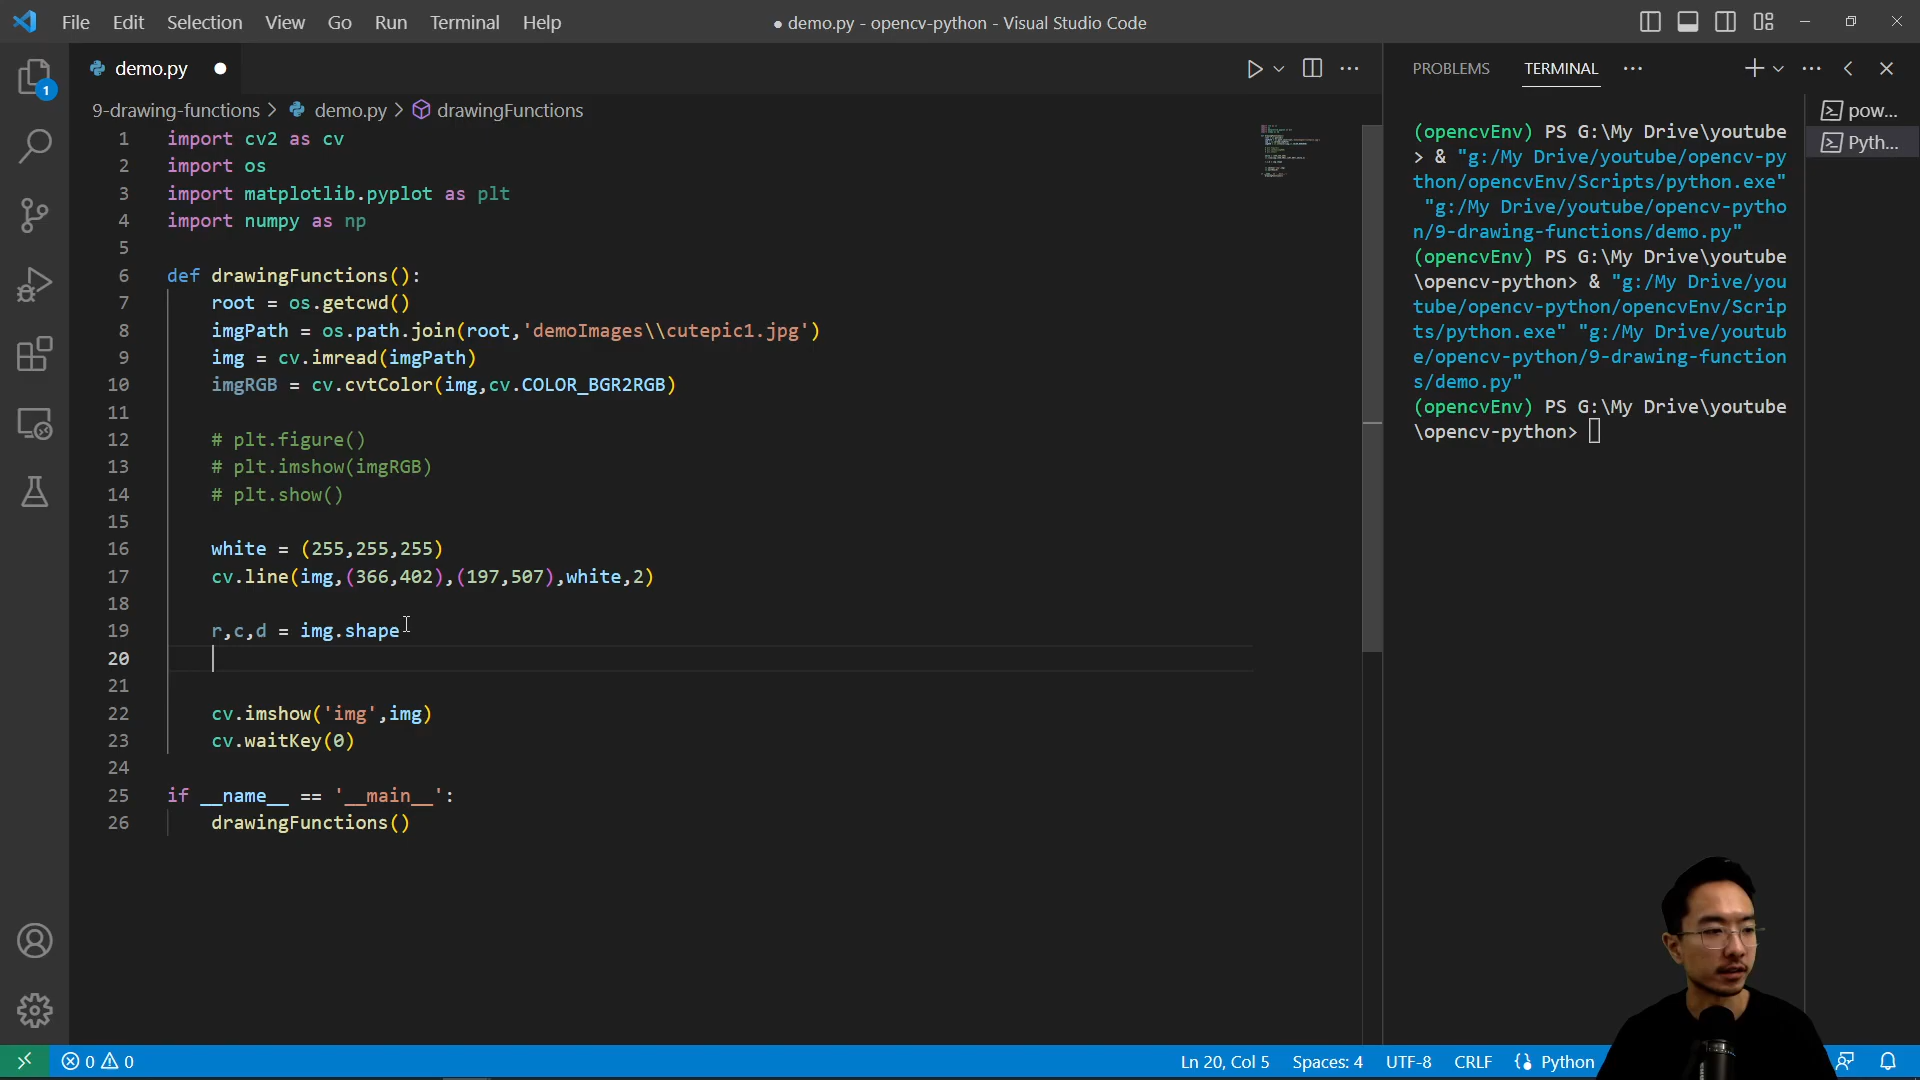 File Edit Selection View Go Run Terminal Help
● demo.py - opencv-python - Visual Studio Code
demo.py ●
9-drawing-functions > demo.py > drawingFunctions
1 import cv2 as cv
2 import os
3 import matplotlib.pyplot as plt
4 import numpy as np
5
6 def drawingFunctions():
7 root = os.getcwd()
8 imgPath = os.path.join(root,'demoImages\\cutepic1.jpg')
9 img = cv.imread(imgPath)
10 imgRGB = cv.cvtColor(img,cv.COLOR_BGR2RGB)
11
12 # plt.figure()
13 # plt.imshow(imgRGB)
14 # plt.show()
15
16 white = (255,255,255)
17 cv.line(img,(366,402),(197,507),white,2)
18
19 r,c,d = img.shape
20
21
22 cv.imshow('img',img)
23 cv.waitKey(0)
24
25 if __name__ == '__main__':
26 drawingFunctions()
PROBLEMS TERMINAL
(opencvEnv) PS G:\My Drive\youtube
> & "g:/My Drive/youtube/opencv-py
thon/opencvEnv/Scripts/python.exe"
"g:/My Drive/youtube/opencv-pytho
n/9-drawing-functions/demo.py"
(opencvEnv) PS G:\My Drive\youtube
\opencv-python> & "g:/My Drive/you
tube/opencv-python/opencvEnv/Scrip
ts/python.exe" "g:/My Drive/youtub
e/opencv-python/9-drawing-function
s/demo.py"
(opencvEnv) PS G:\My Drive\youtube
\opencv-python>
pow...
Pyth...
1
0 0
Ln 20, Col 5 Spaces: 4 UTF-8 CRLF Python